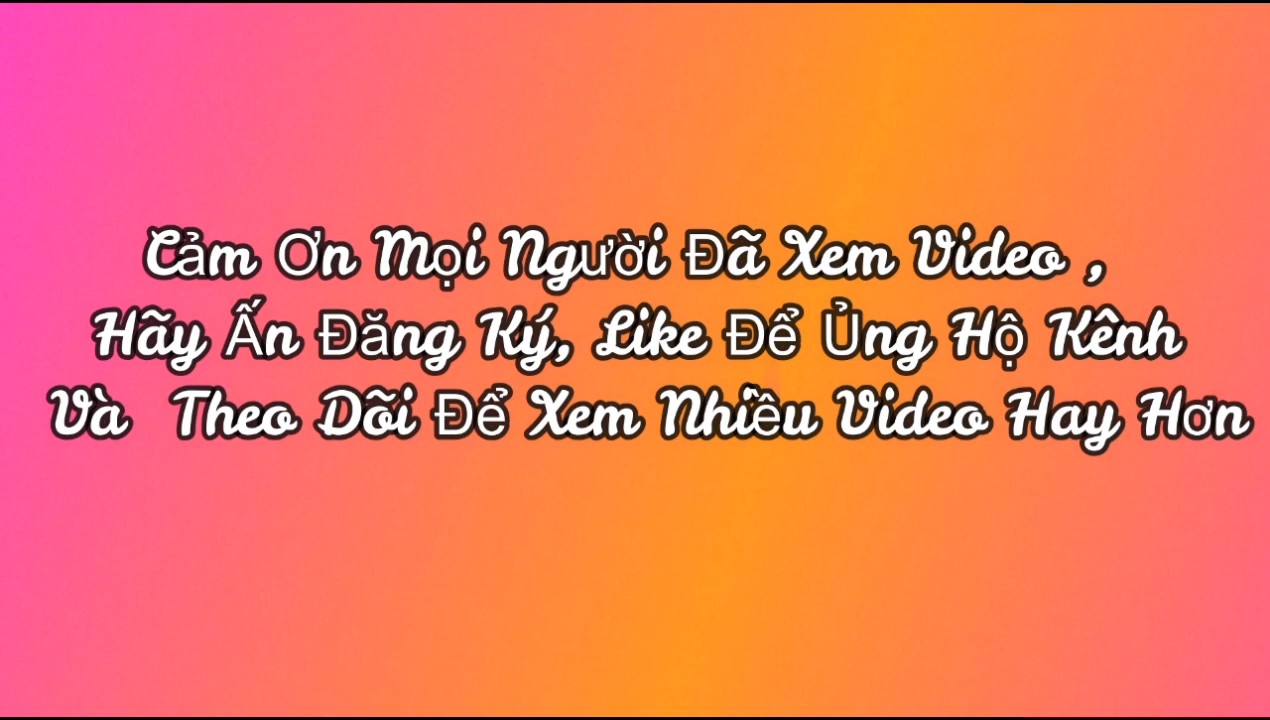 Cảm Ơn Mọi Người Đã Xem Video ,
Hãy Ấn Đăng Ký, Like Để Ủng Hộ Kênh
Và Theo Dõi Để Xem Nhiều Video Hay Hơn